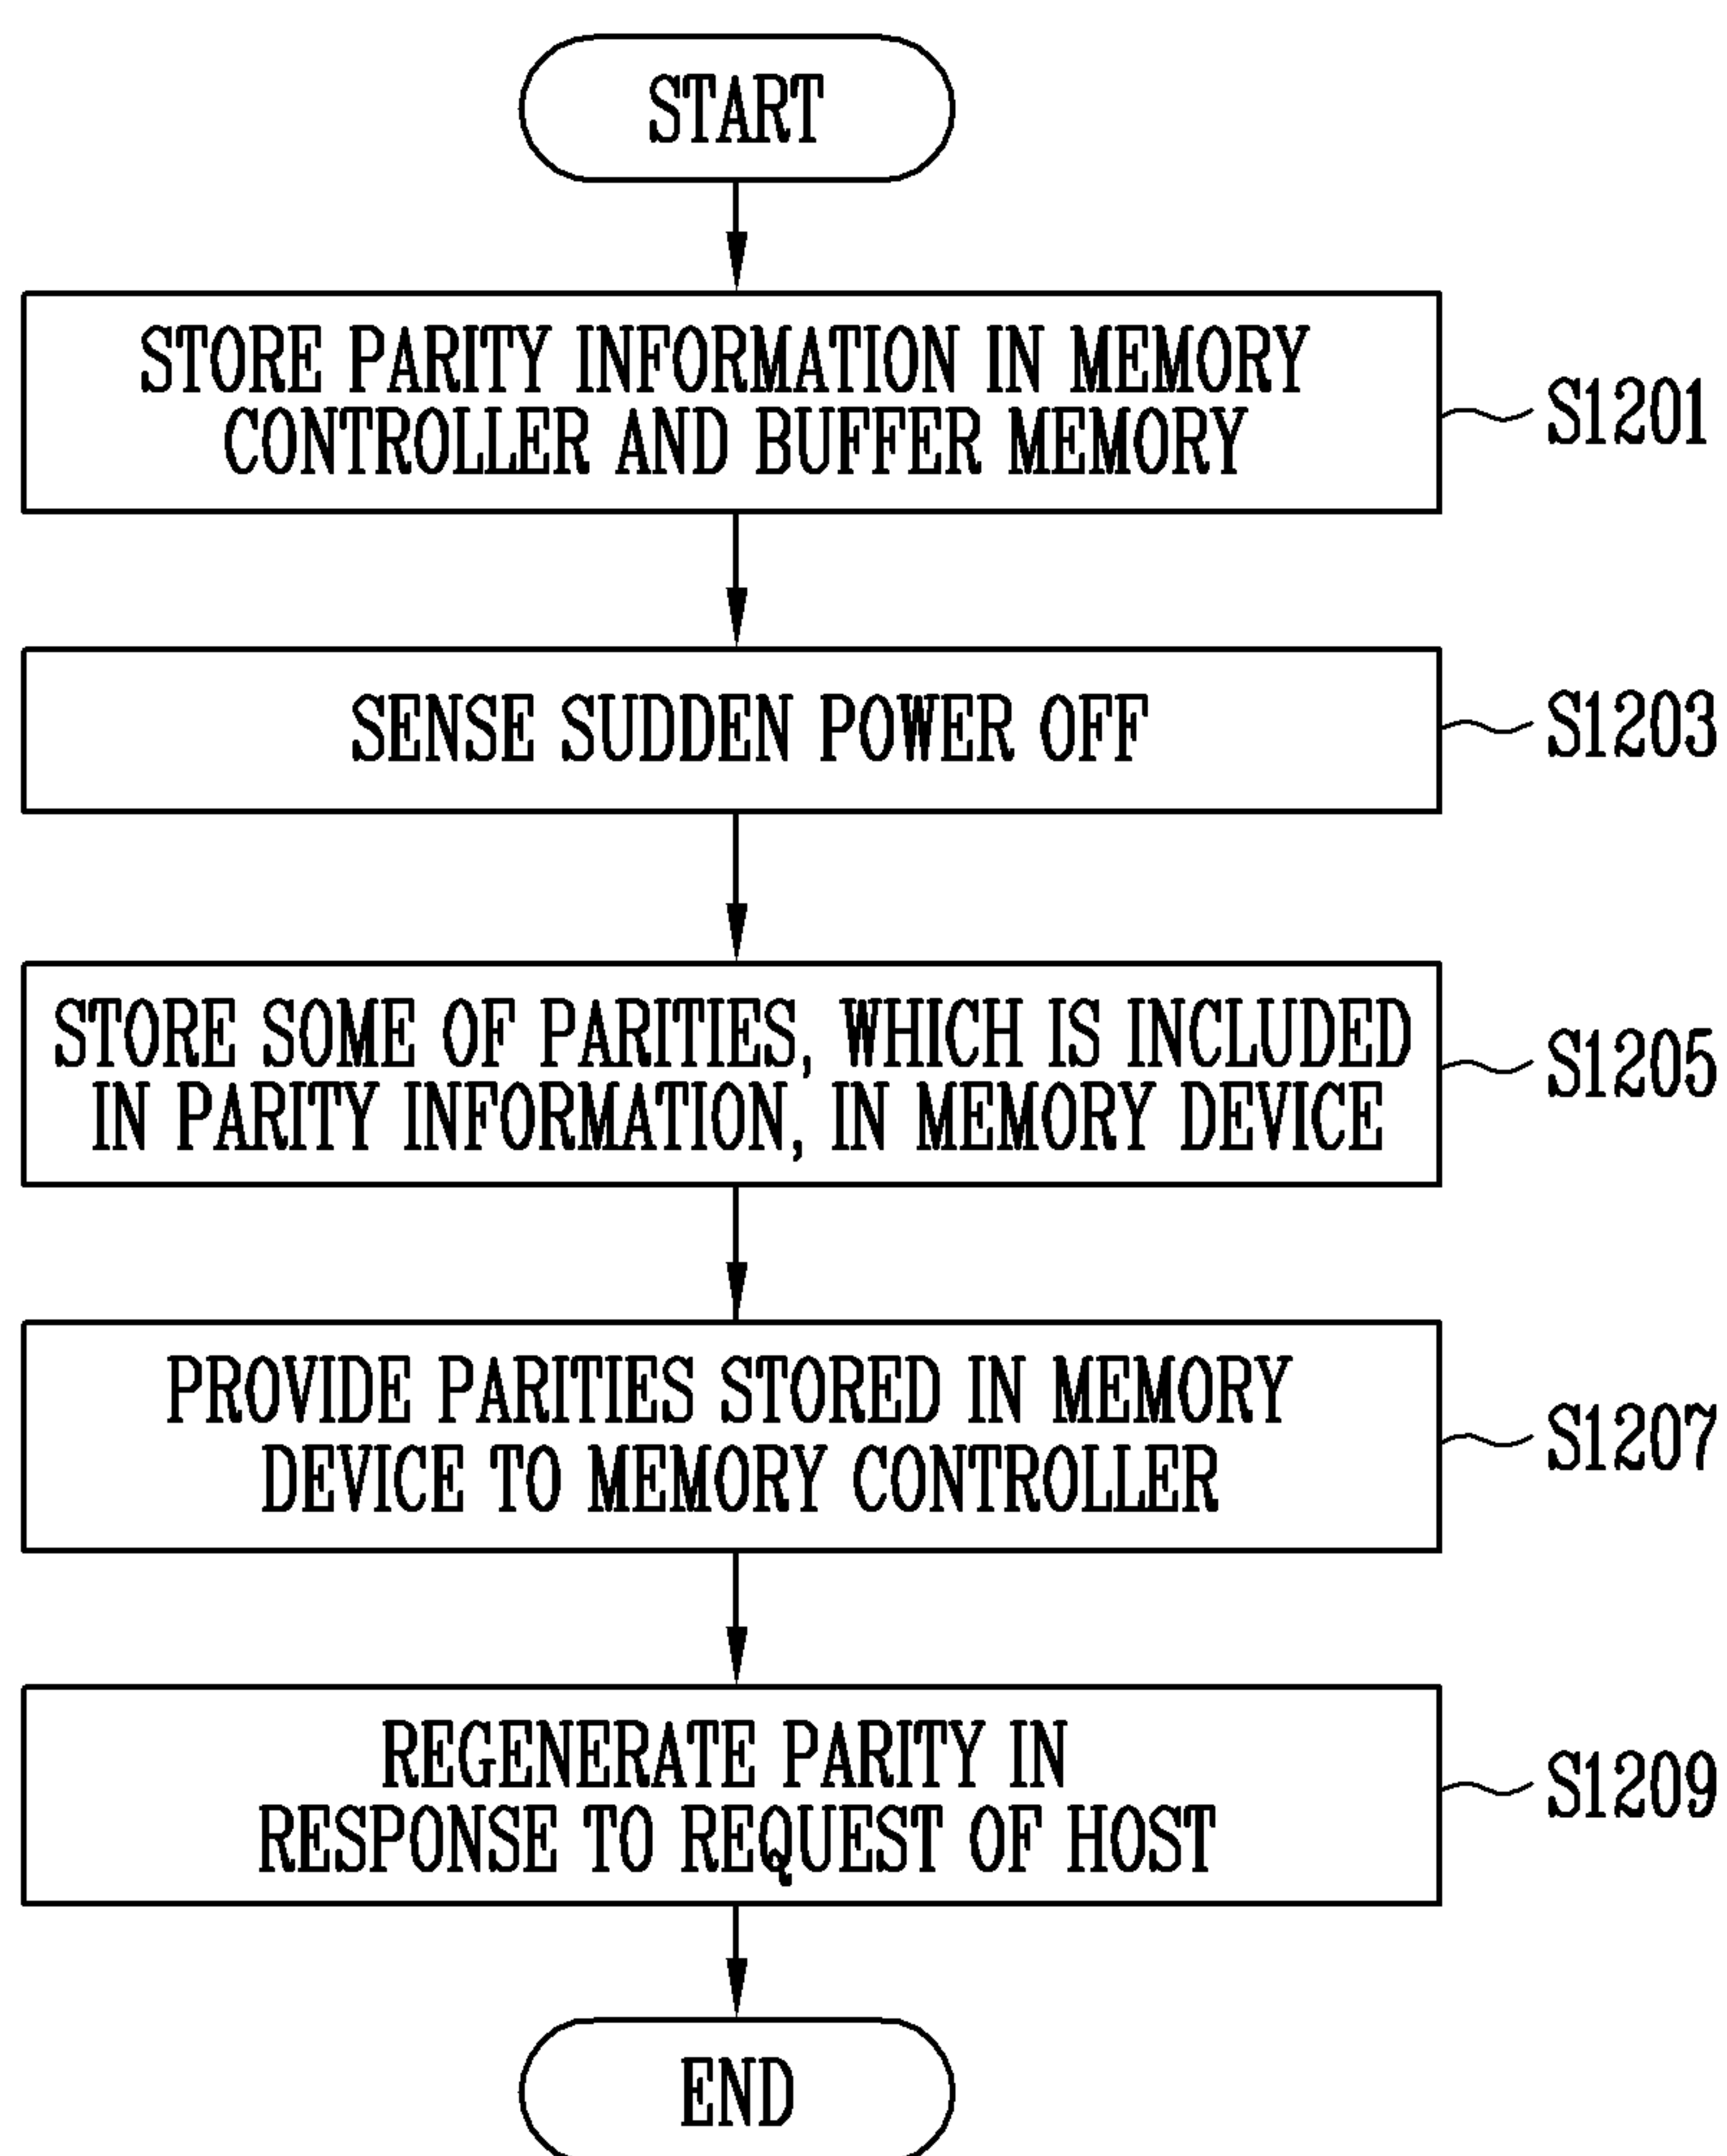 START
STORE PARITY INFORMATION IN MEMORY
CONTROLLER AND BUFFER MEMORY
S1201
SENSE SUDDEN POWER OFF
S1203
STORE SOME OF PARITIES, WHICH IS INCLUDED
IN PARITY INFORMATION, IN MEMORY DEVICE
S1205
PROVIDE PARITIES STORED IN MEMORY
DEVICE TO MEMORY CONTROLLER
S1207
REGENERATE PARITY IN
RESPONSE TO REQUEST OF HOST
S1209
END